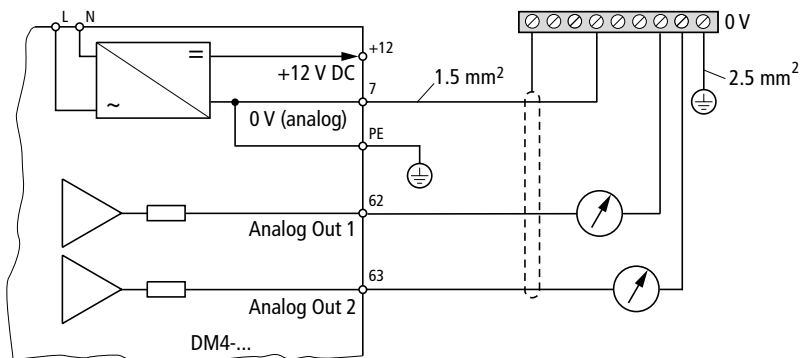 L N
0 V
=
+12
+12 V DC
~
7
1.5 mm²
2.5 mm²
0 V (analog)
PE
62
Analog Out 1
63
Analog Out 2
DM4-...